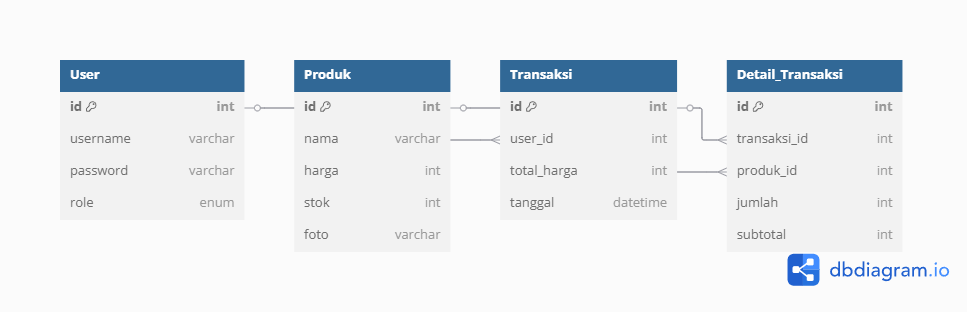 User
id int
username varchar
password varchar
role enum
Produk
id int
nama varchar
harga int
stok int
foto varchar
Transaksi
id int
user_id int
total_harga int
tanggal datetime
Detail_Transaksi
id int
transaksi_id int
produk_id int
jumlah int
subtotal int
dbdiagram.io